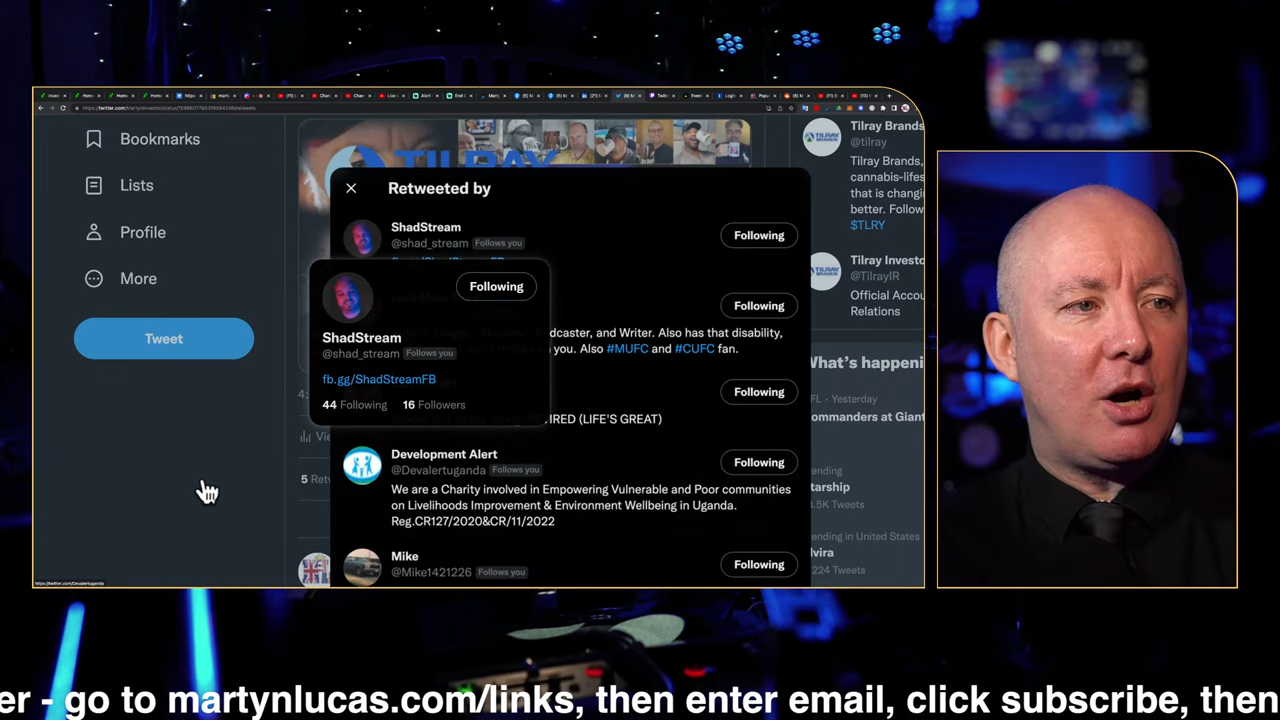 Bookmarks
Lists
Profile
More
Tweet
TILRAY
Retweeted by
ShadStream
@shad_stream Follows you
Following
Following
ShadStream
@shad_stream Follows you
fb.gg/ShadStreamFB
44 Following 16 Followers
Following
dcaster, and Writer. Also has that disability,
you. Also #MUFC and #CUFC fan.
Following
IRED (LIFE'S GREAT)
Development Alert
@Devalertuganda Follows you
Following
We are a Charity involved in Empowering Vulnerable and Poor communities
on Livelihoods Improvement & Environment Wellbeing in Uganda.
Reg.CR127/2020&CR/11/2022
Mike
@Mike1421226 Follows you
Following
5 Retw
Tilray Brands
@tilray
Tilray Brands,
cannabis-lifes
that is changi
better. Follow
$TLRY
Tilray Investo
@TilrayIR
Official Accou
Relations
What's happeni
FL · Yesterday
ommanders at Giant
ending
tarship
.5K Tweets
ending in United States
lvira
224 Tweets
er - go to martynlucas.com/links, then enter email, click subscribe, then